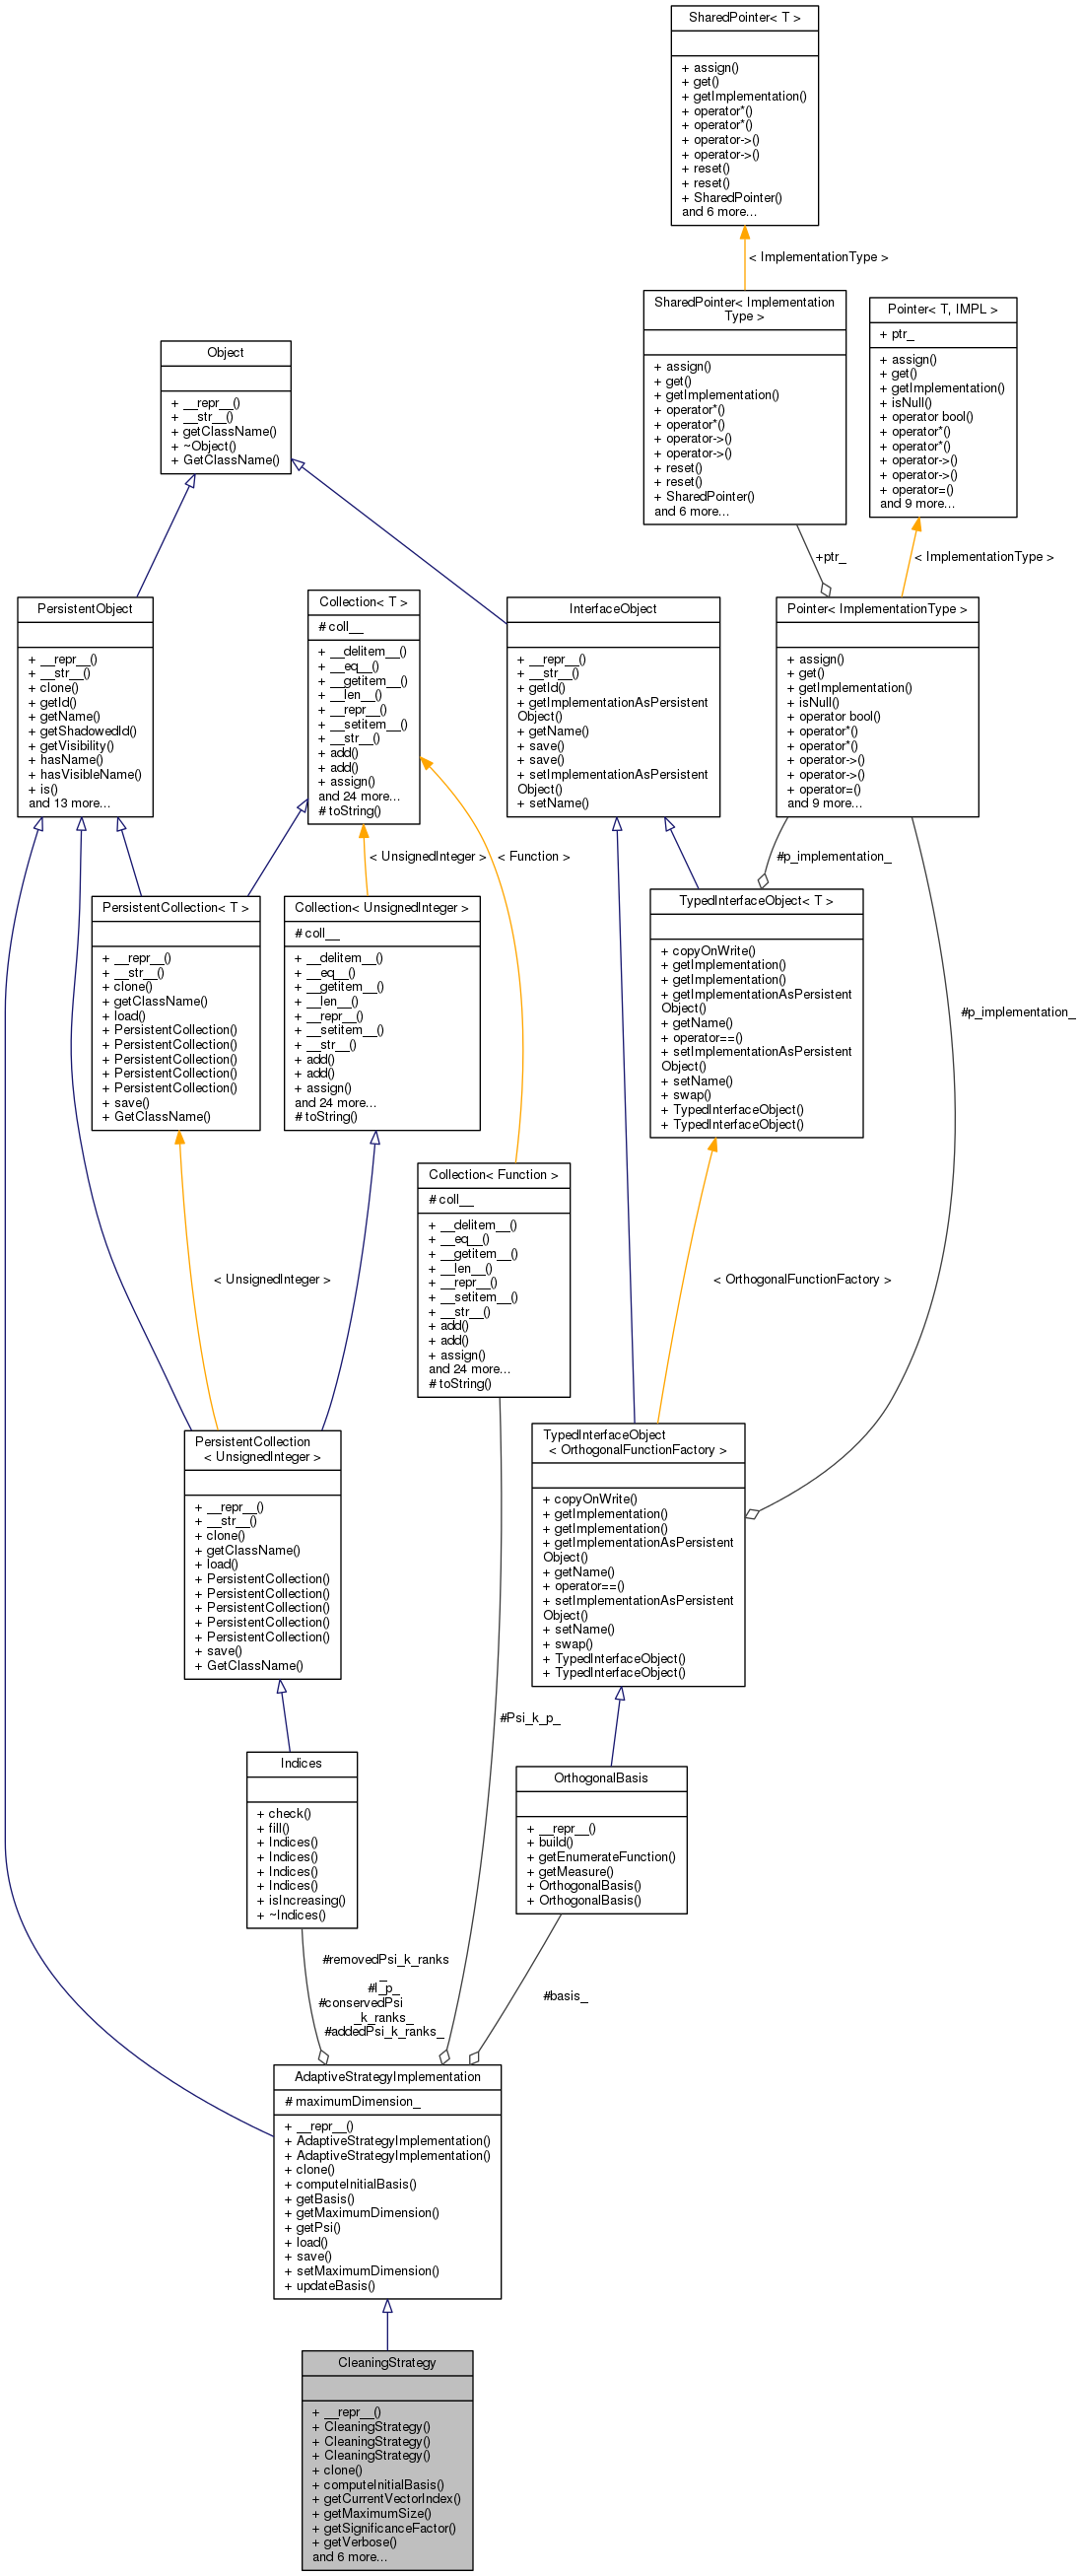 SharedPointer< T >
+ assign()
+ get()
+ getImplementation()
+ operator*()
+ operator*()
+ operator->()
+ operator->()
+ reset()
+ reset()
+ SharedPointer()
and 6 more...
< ImplementationType >
SharedPointer< Implementation
Type >
+ assign()
+ get()
+ getImplementation()
+ operator*()
+ operator*()
+ operator->()
+ operator->()
+ reset()
+ reset()
+ SharedPointer()
and 6 more...
Pointer< T, IMPL >
+ ptr_
+ assign()
+ get()
+ getImplementation()
+ isNull()
+ operator bool()
+ operator*()
+ operator*()
+ operator->()
+ operator->()
+ operator=()
and 9 more...
Object
+ __repr__()
+ __str__()
+ getClassName()
+ ~Object()
+ GetClassName()
+ptr_
< ImplementationType >
PersistentObject
+ __repr__()
+ __str__()
+ clone()
+ getId()
+ getName()
+ getShadowedId()
+ getVisibility()
+ hasName()
+ hasVisibleName()
+ is()
and 13 more...
Collection< T >
# coll__
+ __delitem__()
+ __eq__()
+ __getitem__()
+ __len__()
+ __repr__()
+ __setitem__()
+ __str__()
+ add()
+ add()
+ assign()
and 24 more...
# toString()
InterfaceObject
+ __repr__()
+ __str__()
+ getId()
+ getImplementationAsPersistent
Object()
+ getName()
+ save()
+ save()
+ setImplementationAsPersistent
Object()
+ setName()
Pointer< ImplementationType >
+ assign()
+ get()
+ getImplementation()
+ isNull()
+ operator bool()
+ operator*()
+ operator*()
+ operator->()
+ operator->()
+ operator=()
and 9 more...
< UnsignedInteger >
< Function >
#p_implementation_
PersistentCollection< T >
+ __repr__()
+ __str__()
+ clone()
+ getClassName()
+ load()
+ PersistentCollection()
+ PersistentCollection()
+ PersistentCollection()
+ PersistentCollection()
+ PersistentCollection()
+ save()
+ GetClassName()
Collection< UnsignedInteger >
# coll__
+ __delitem__()
+ __eq__()
+ __getitem__()
+ __len__()
+ __repr__()
+ __setitem__()
+ __str__()
+ add()
+ add()
+ assign()
and 24 more...
# toString()
TypedInterfaceObject< T >
+ copyOnWrite()
+ getImplementation()
+ getImplementation()
+ getImplementationAsPersistent
Object()
+ getName()
+ operator==()
+ setImplementationAsPersistent
Object()
+ setName()
+ swap()
+ TypedInterfaceObject()
+ TypedInterfaceObject()
#p_implementation_
Collection< Function >
# coll__
+ __delitem__()
+ __eq__()
+ __getitem__()
+ __len__()
+ __repr__()
+ __setitem__()
+ __str__()
+ add()
+ add()
+ assign()
and 24 more...
# toString()
< UnsignedInteger >
< OrthogonalFunctionFactory >
PersistentCollection
< UnsignedInteger >
+ __repr__()
+ __str__()
+ clone()
+ getClassName()
+ load()
+ PersistentCollection()
+ PersistentCollection()
+ PersistentCollection()
+ PersistentCollection()
+ PersistentCollection()
+ save()
+ GetClassName()
TypedInterfaceObject
< OrthogonalFunctionFactory >
+ copyOnWrite()
+ getImplementation()
+ getImplementation()
+ getImplementationAsPersistent
Object()
+ getName()
+ operator==()
+ setImplementationAsPersistent
Object()
+ setName()
+ swap()
+ TypedInterfaceObject()
+ TypedInterfaceObject()
#Psi_k_p_
Indices
+ check()
+ fill()
+ Indices()
+ Indices()
+ Indices()
+ Indices()
+ isIncreasing()
+ ~Indices()
OrthogonalBasis
+ __repr__()
+ build()
+ getEnumerateFunction()
+ getMeasure()
+ OrthogonalBasis()
+ OrthogonalBasis()
#removedPsi_k_ranks
_
#I_p_
#conservedPsi
_k_ranks_
#addedPsi_k_ranks_
#basis_
AdaptiveStrategyImplementation
# maximumDimension_
+ __repr__()
+ AdaptiveStrategyImplementation()
+ AdaptiveStrategyImplementation()
+ clone()
+ computeInitialBasis()
+ getBasis()
+ getMaximumDimension()
+ getPsi()
+ load()
+ save()
+ setMaximumDimension()
+ updateBasis()
CleaningStrategy
+ __repr__()
+ CleaningStrategy()
+ CleaningStrategy()
+ CleaningStrategy()
+ clone()
+ computeInitialBasis()
+ getCurrentVectorIndex()
+ getMaximumSize()
+ getSignificanceFactor()
+ getVerbose()
and 6 more...